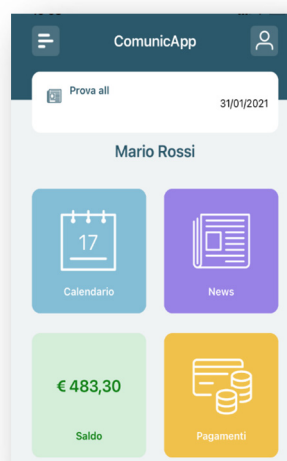 ComunicApp
Prova all
31/01/2021
Mario Rossi
17
Calendario
News
€ 483,30
Saldo
Pagamenti